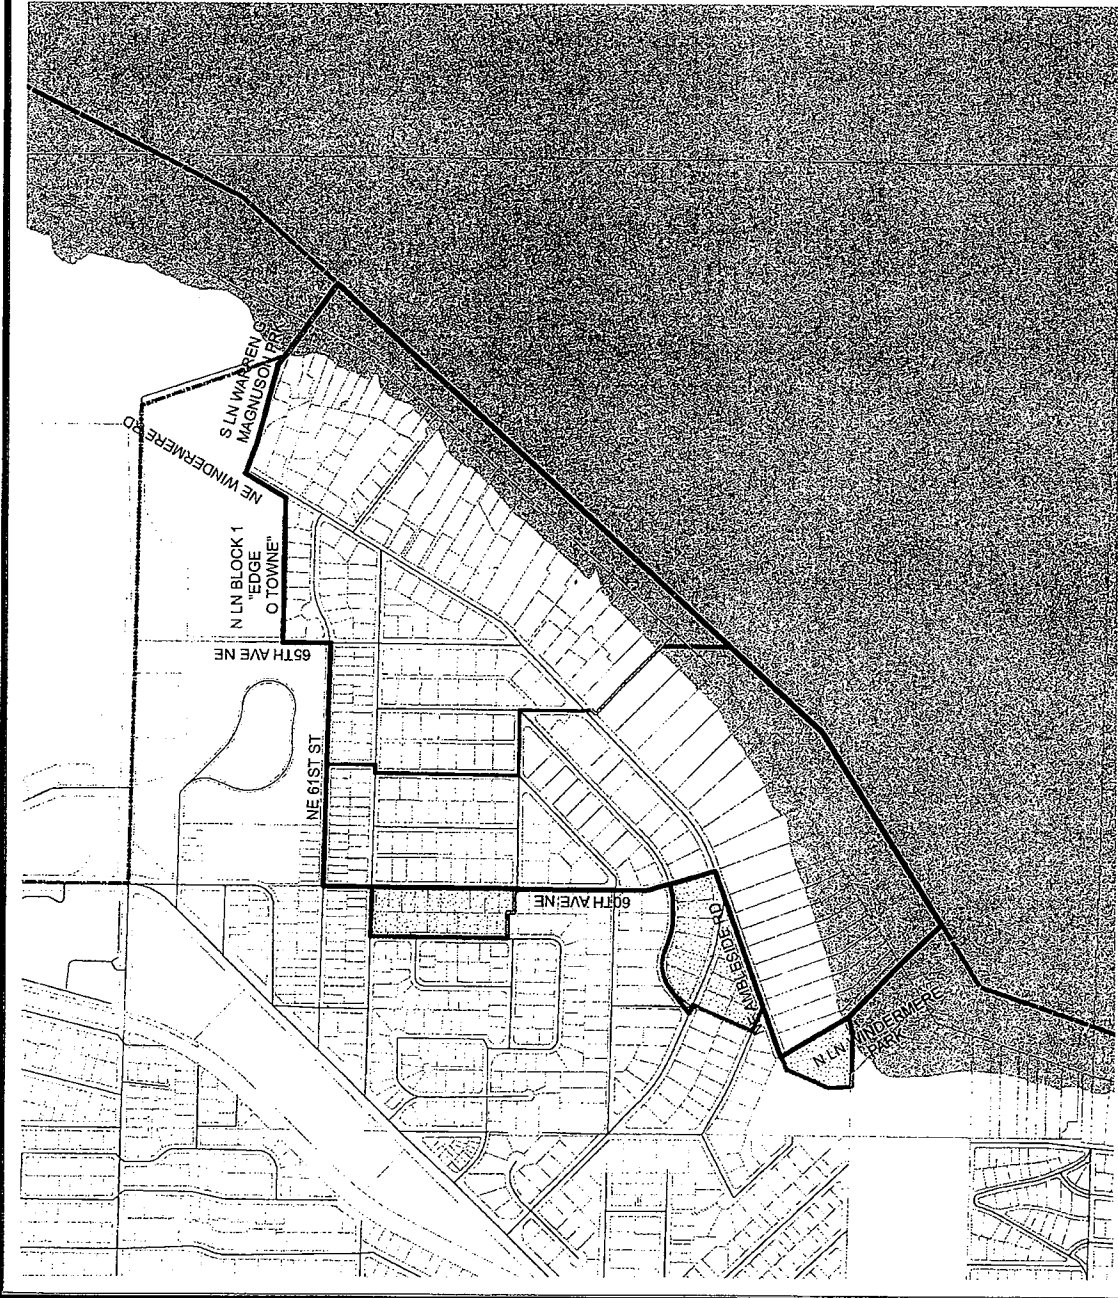 S LN WARREN G
MAGNUSON PRK
NE WINDERMERE RD
N LN BLOCK 1
"EDGE
O TOWNE"
65TH AVE NE
NE 61ST ST
60TH AVE NE
N AMBLESIDE RD
N LN WINDERMERE
PARK